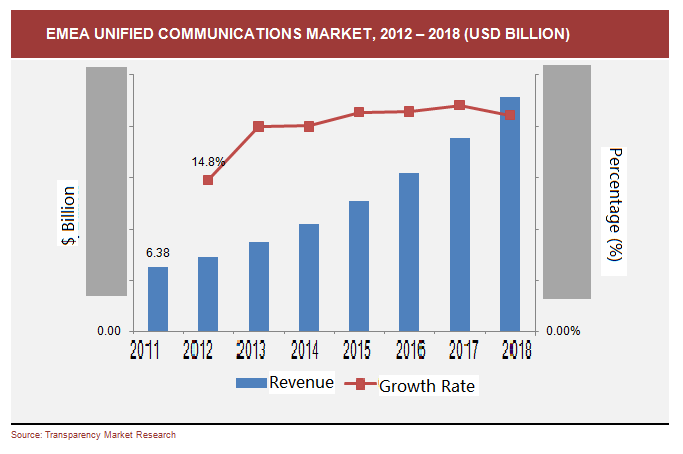 EMEA UNIFIED COMMUNICATIONS MARKET, 2012 – 2018 (USD BILLION)
14.8%
6.38
$ Billion
Percentage (%)
0.00
0.00%
2011 2012 2013 2014 2015 2016 2017 2018
Revenue Growth Rate
Source: Transparency Market Research